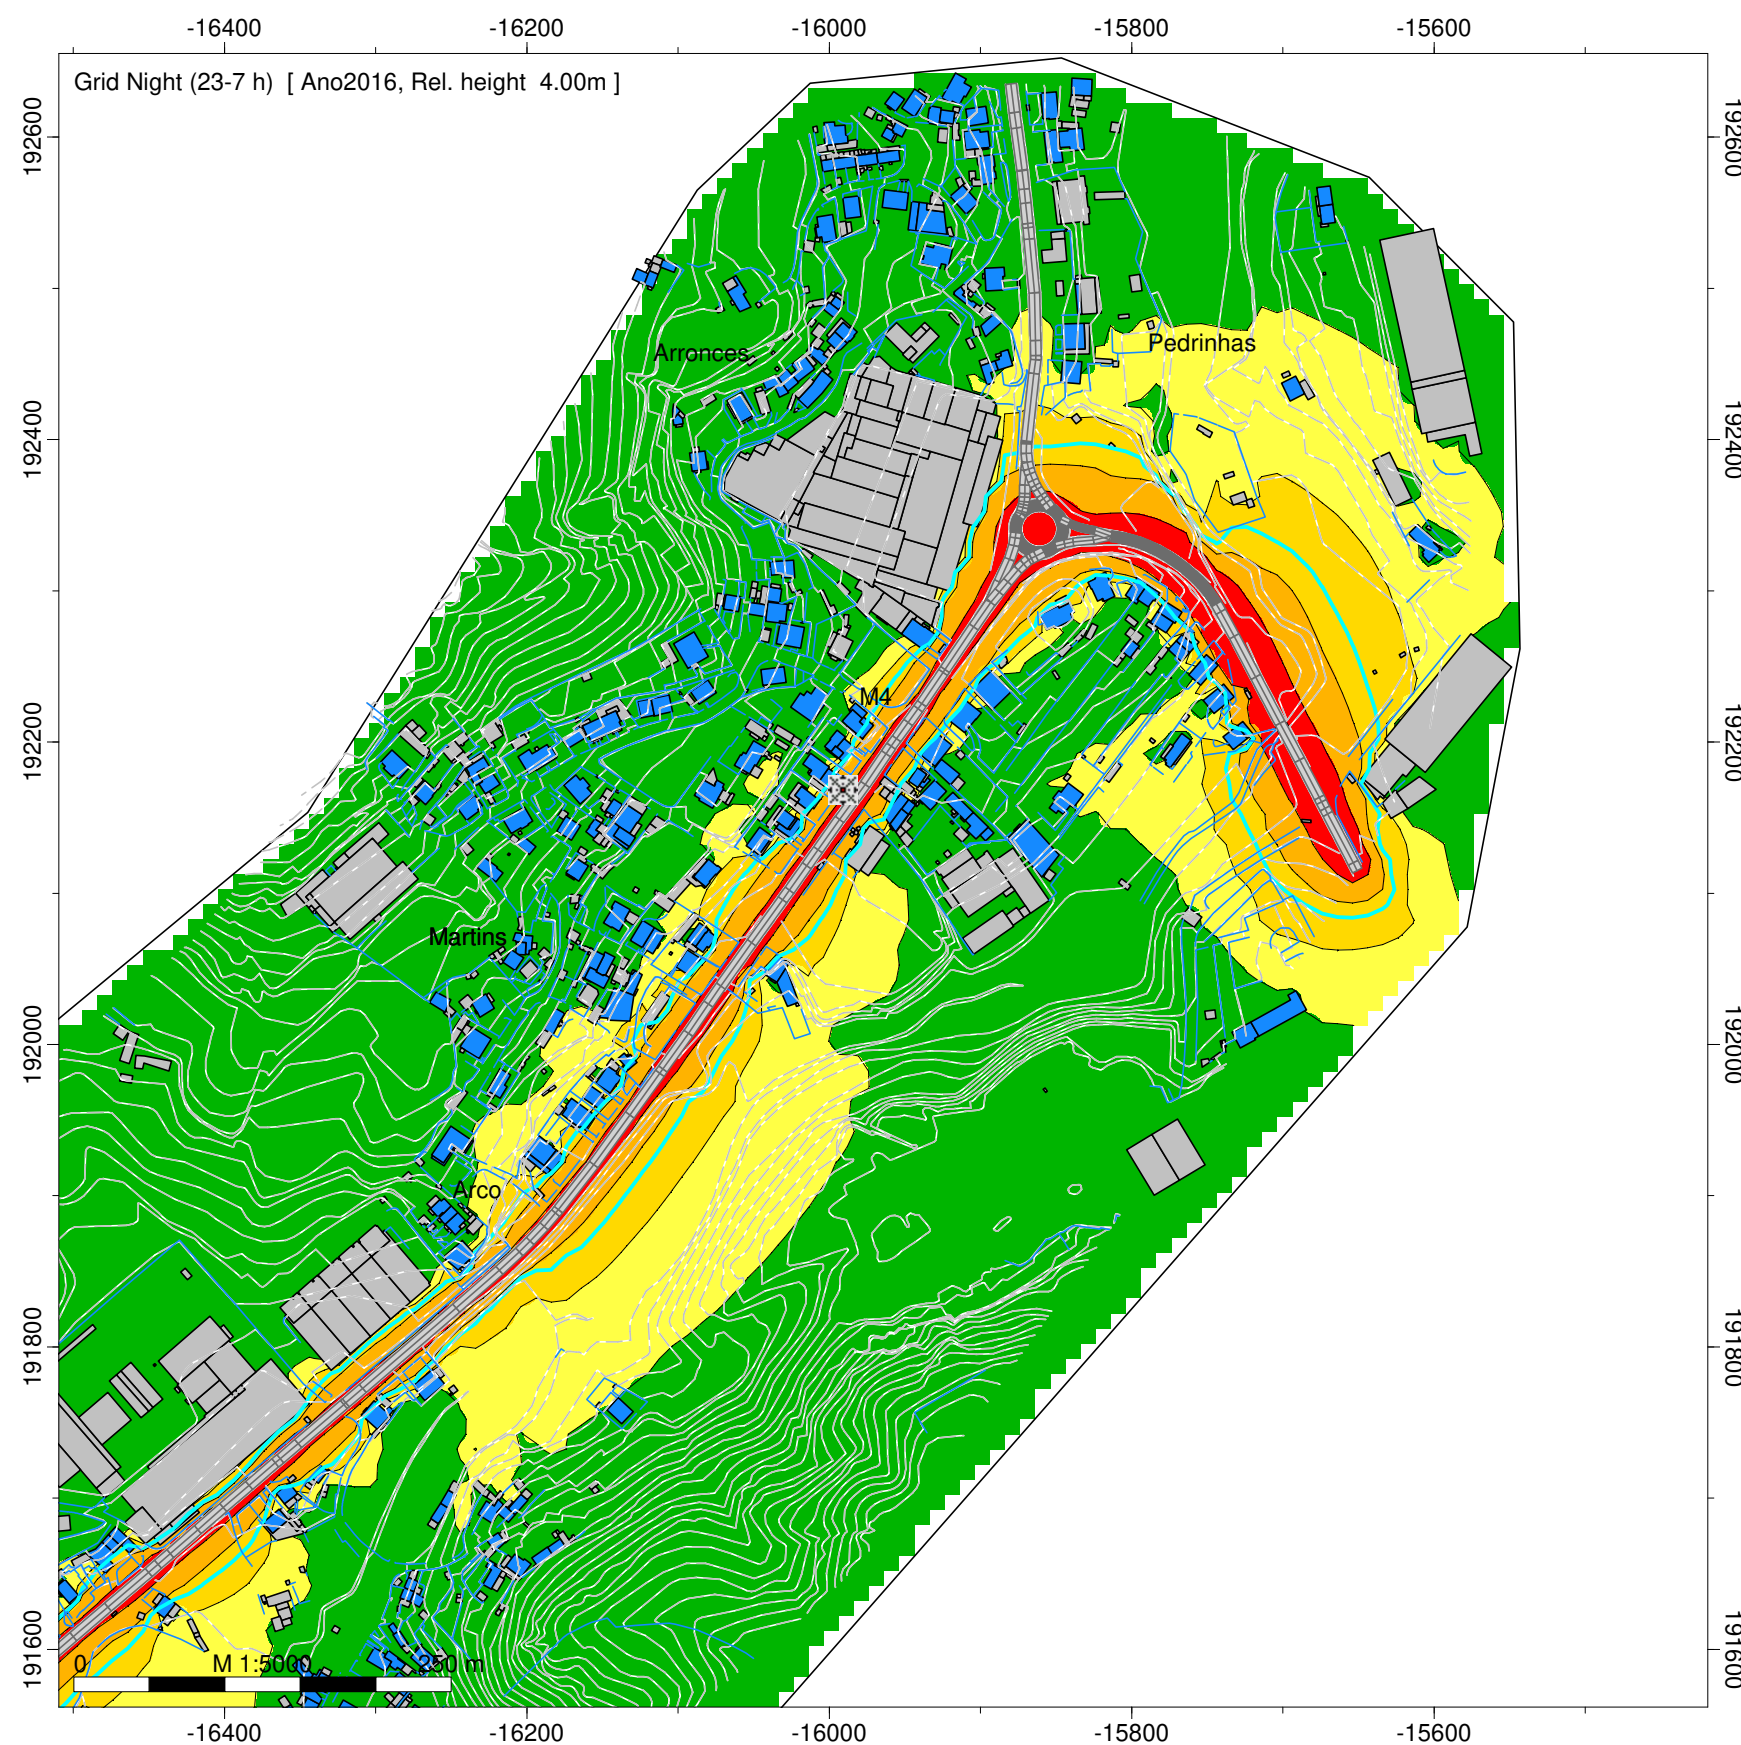 -16400 -16200 -16000 -15800 -15600
Grid Night (23-7 h) [ Ano2016, Rel. height 4.00m ]
192600 192600
Pedrinhas
Arronces
192400 192400
M4
192200 192200
Martins
192000 192000
Arco
191800 191800
191600 191600
0 M 1:5000 250 m
-16400 -16200 -16000 -15800 -15600